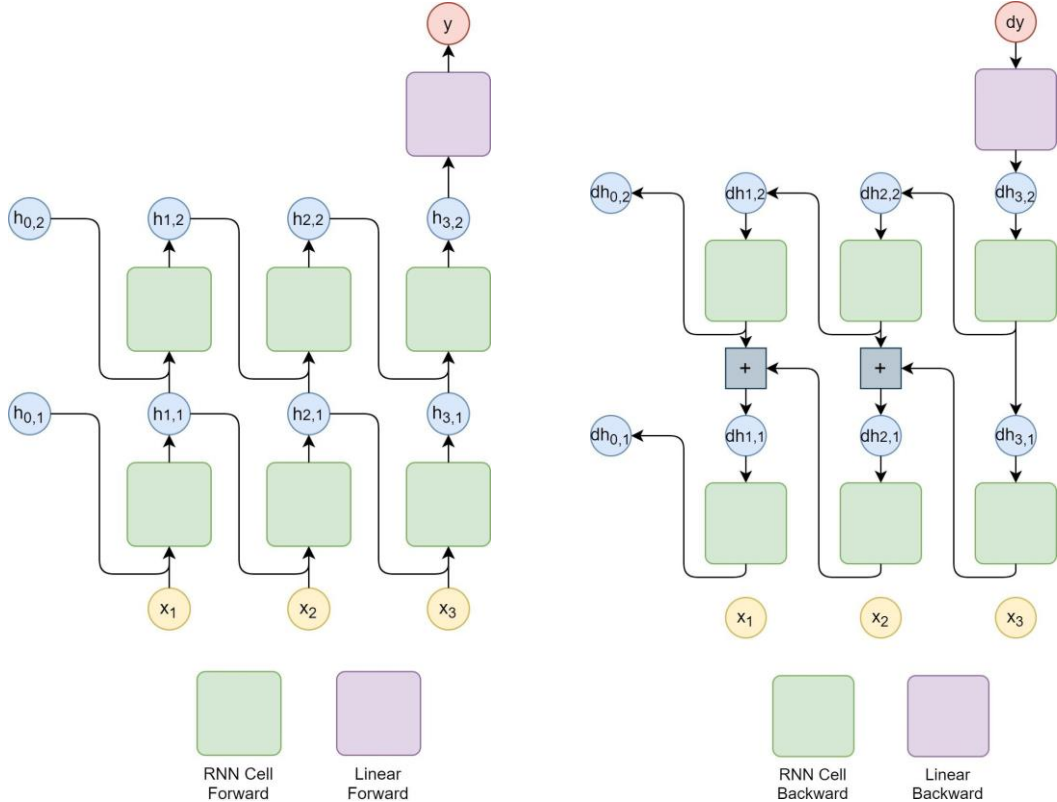 y
h0,2
h1,2
h2,2
h3,2
h0,1
h1,1
h2,1
h3,1
x1
x2
x3
RNN Cell
Forward
Linear
Forward
dy
dh0,2
dh1,2
dh2,2
dh3,2
+
+
dh0,1
dh1,1
dh2,1
dh3,1
x1
x2
x3
RNN Cell
Backward
Linear
Backward